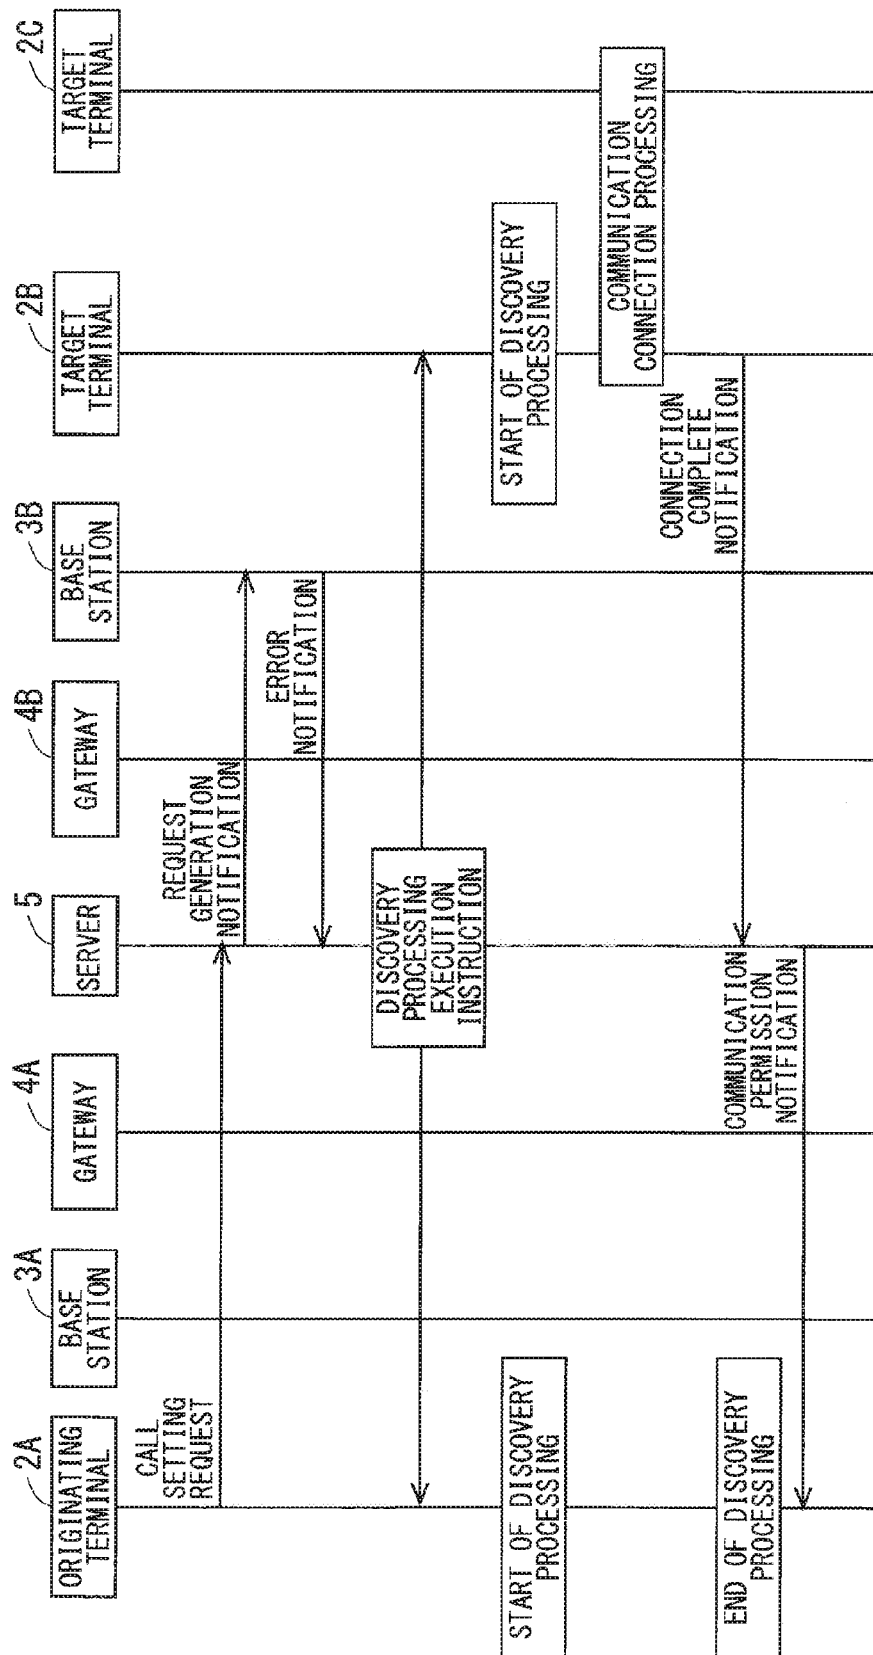 2A
ORIGINATING
TERMINAL
3A
BASE
STATION
4A
GATEWAY
5
SERVER
4B
GATEWAY
3B
BASE
STATION
2B
TARGET
TERMINAL
2C
TARGET
TERMINAL
CALL
SETTING
REQUEST
REQUEST
GENERATION
NOTIFICATION
ERROR
NOTIFICATION
DISCOVERY
PROCESSING
EXECUTION
INSTRUCTION
START OF DISCOVERY
PROCESSING
START OF DISCOVERY
PROCESSING
COMMUNICATION
CONNECTION PROCESSING
CONNECTION
COMPLETE
NOTIFICATION
END OF DISCOVERY
PROCESSING
COMMUNICATION
PERMISSION
NOTIFICATION